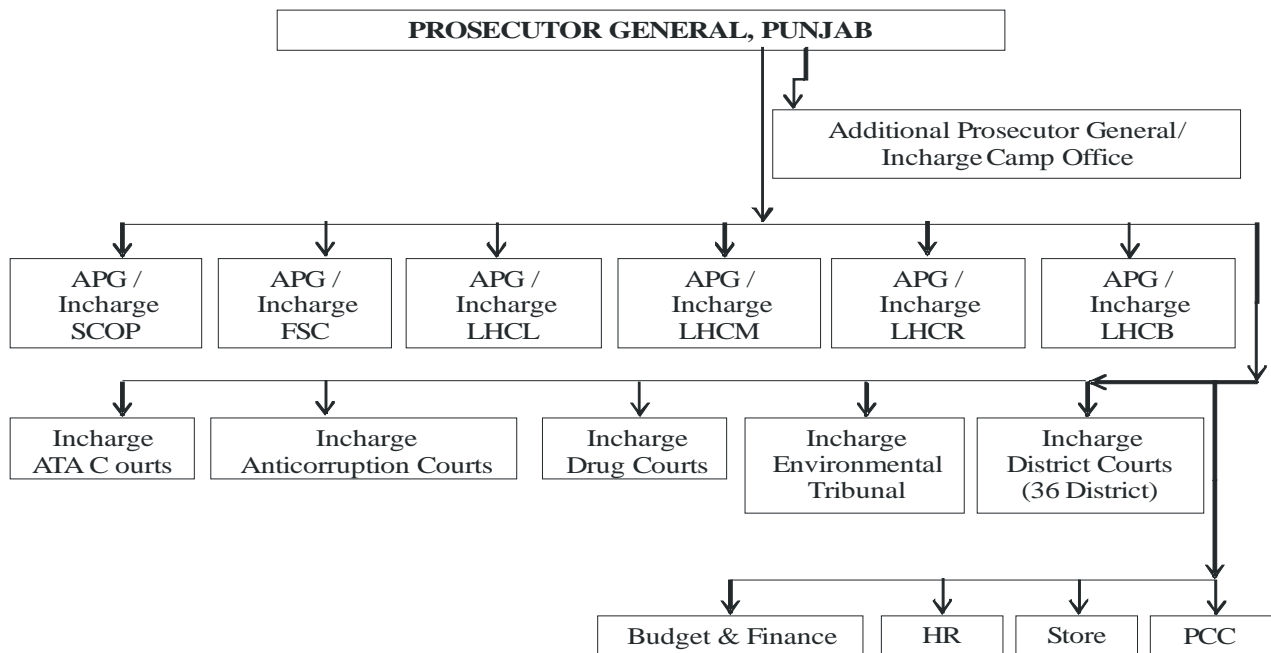 PROSECUTOR GENERAL, PUNJAB
Additional Prosecutor General/
Incharge Camp Office
APG /
Incharge
SCOP
APG /
Incharge
FSC
APG /
Incharge
LHCL
APG /
Incharge
LHCM
APG /
Incharge
LHCR
APG /
Incharge
LHCB
Incharge
ATA C ourts
Incharge
Anticorruption Courts
Incharge
Drug Courts
Incharge
Environmental
Tribunal
Incharge
District Courts
(36 District)
Budget & Finance
HR
Store
PCC